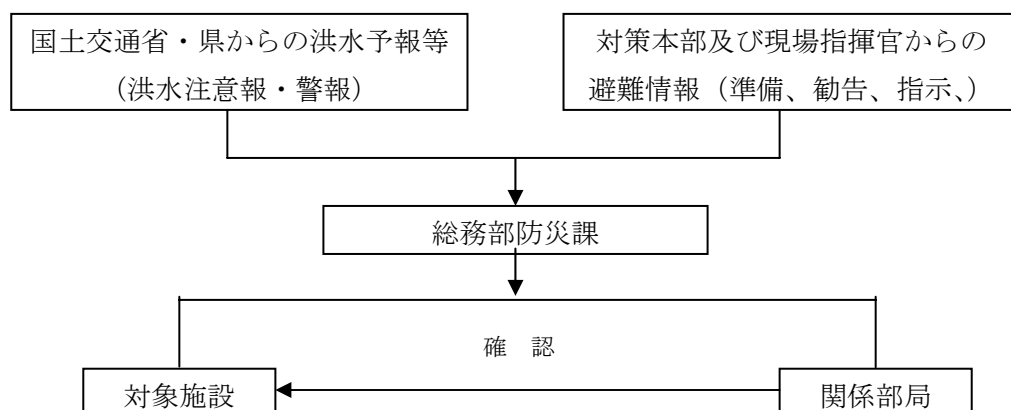 国土交通省・県からの洪水予報等
（洪水注意報・警報）
対策本部及び現場指揮官からの
避難情報（準備、勧告、指示、）
総務部防災課
確　認
対象施設
関係部局